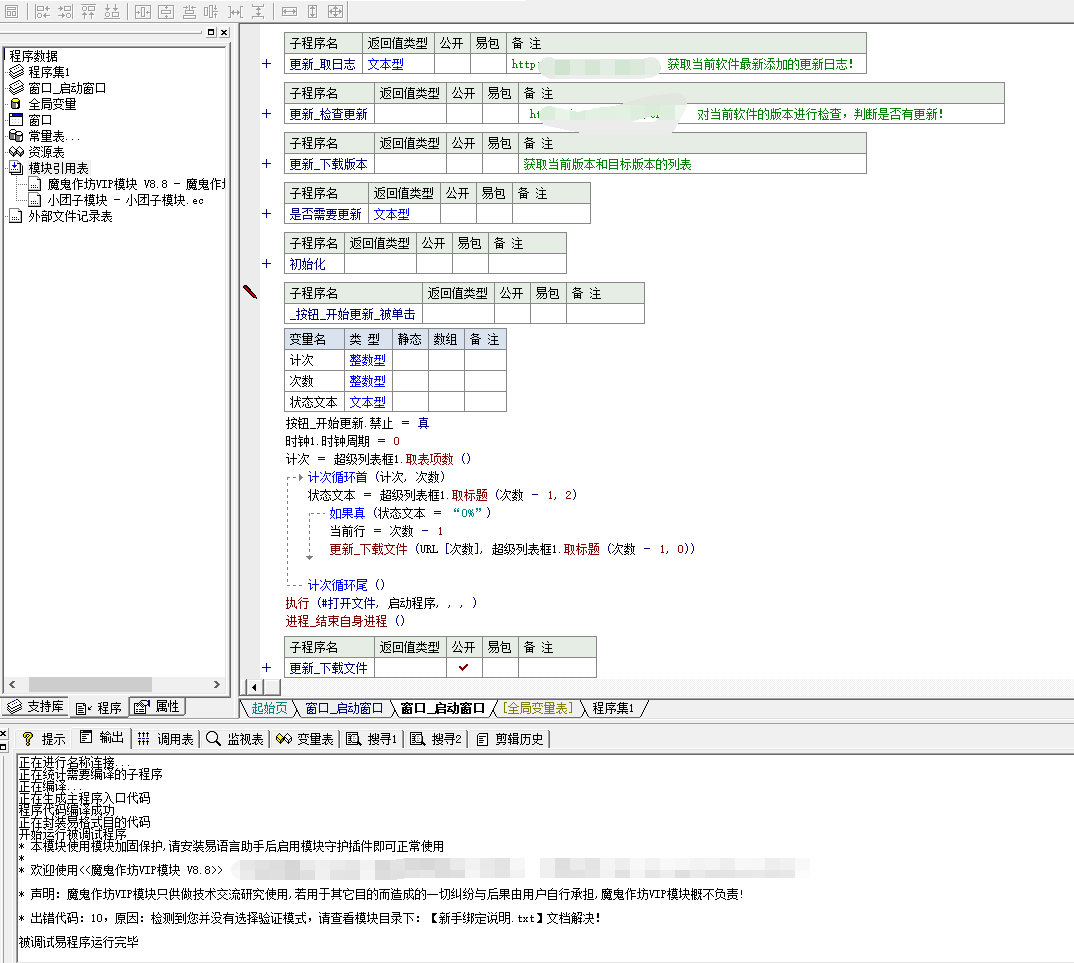 程序数据
程序集1
窗口_启动窗口
全局变量
窗口
常量表...
资源表
模块引用表
魔鬼作坊VIP模块 V8.8 - 魔鬼作
小团子模块 - 小团子模块.ec
外部文件记录表
支持库 程序 属性
子程序名 返回值类型 公开 易包 备 注
更新_取日志 文本型 http: 获取当前软件最新添加的更新日志！
子程序名 返回值类型 公开 易包 备 注
更新_检查更新 ht 对当前软件的版本进行检查，判断是否有更新！
子程序名 返回值类型 公开 易包 备 注
更新_下载版本 获取当前版本和目标版本的列表
子程序名 返回值类型 公开 易包 备 注
是否需要更新 文本型
子程序名 返回值类型 公开 易包 备 注
初始化
子程序名 返回值类型 公开 易包 备 注
_按钮_开始更新_被单击
变量名 类 型 静态 数组 备 注
计次 整数型
次数 整数型
状态文本 文本型
按钮_开始更新.禁止 ＝ 真
时钟1.时钟周期 ＝ 0
计次 ＝ 超级列表框1.取表项数 ()
计次循环首 (计次, 次数)
状态文本 ＝ 超级列表框1.取标题 (次数 － 1, 2)
如果真 (状态文本 ＝ “0%”)
当前行 ＝ 次数 － 1
更新_下载文件 (URL [次数], 超级列表框1.取标题 (次数 － 1, 0))
计次循环尾 ()
执行 (#打开文件, 启动程序, , , )
进程_结束自身进程 ()
子程序名 返回值类型 公开 易包 备 注
更新_下载文件
起始页 窗口_启动窗口 窗口_启动窗口 [全局变量表] 程序集1
提示 输出 调用表 监视表 变量表 搜寻1 搜寻2 剪辑历史
正在进行名称连接...
正在统计需要编译的子程序
正在编译...
正在生成主程序入口代码
程序代码编译成功
正在封装易格式目的代码
开始运行被调试程序
* 本模块使用模块加固保护,请安装易语言助手后启用模块守护插件即可正常使用
*
* 欢迎使用<<魔鬼作坊VIP模块 V8.8>>
* 声明：魔鬼作坊VIP模块只供做技术交流研究使用,若用于其它目的而造成的一切纠纷与后果由用户自行承担,魔鬼作坊VIP模块概不负责!
* 出错代码：10，原因：检测到您并没有选择验证模式，请查看模块目录下：【新手绑定说明.txt】文档解决！
被调试易程序运行完毕